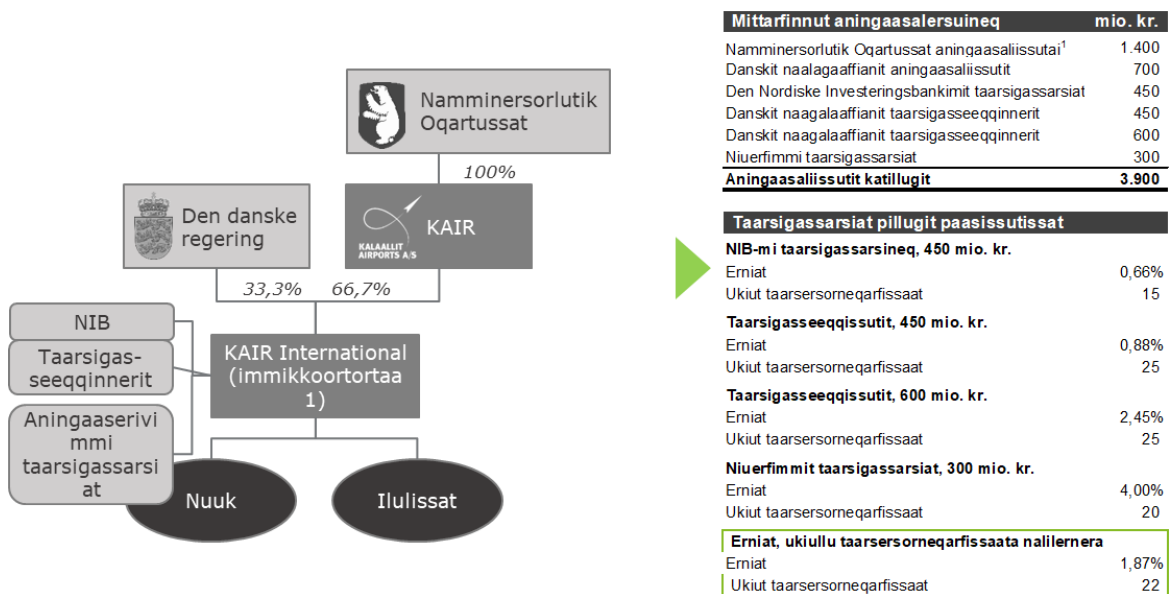 Namminersorlutik
Oqartussat
100%
Den danske
regering
KALAALLIT
AIRPORTS A/S
KAIR
33,3% 66,7%
NIB
Taarsigas-
seeqqinnerit
Aningaaserivi
mmi
taarsigassarsi
at
KAIR International
(immikkoortortaa
1)
Nuuk
Ilulissat
Mittarfinnut aningaasalersuineq mio. kr.
Namminersorlutik Oqartussat aningaasaliissutai¹ 1.400
Danskit naalagaaffianit aningaasaliissutit 700
Den Nordiske Investeringsbankimit taarsigassarsiat 450
Danskit naagalaaffianit taarsigasseeqqinnerit 450
Danskit naagalaaffianit taarsigasseeqqinnerit 600
Niuerfimmi taarsigassarsiat 300
Aningaasaliissutit katillugit 3.900
Taarsigassarsiat pillugit paasissutissat
NIB-mi taarsigassarsineq, 450 mio. kr.
Erniat 0,66%
Ukiut taarsersorneqarfissaat 15
Taarsigasseeqqissutit, 450 mio. kr.
Erniat 0,88%
Ukiut taarsersorneqarfissaat 25
Taarsigasseeqqissutit, 600 mio. kr.
Erniat 2,45%
Ukiut taarsersorneqarfissaat 25
Niuerfimmit taarsigassarsiat, 300 mio. kr.
Erniat 4,00%
Ukiut taarsersorneqarfissaat 20
Erniat, ukiullu taarsersorneqarfissaata nalilernera
Erniat 1,87%
Ukiut taarsersorneqarfissaat 22